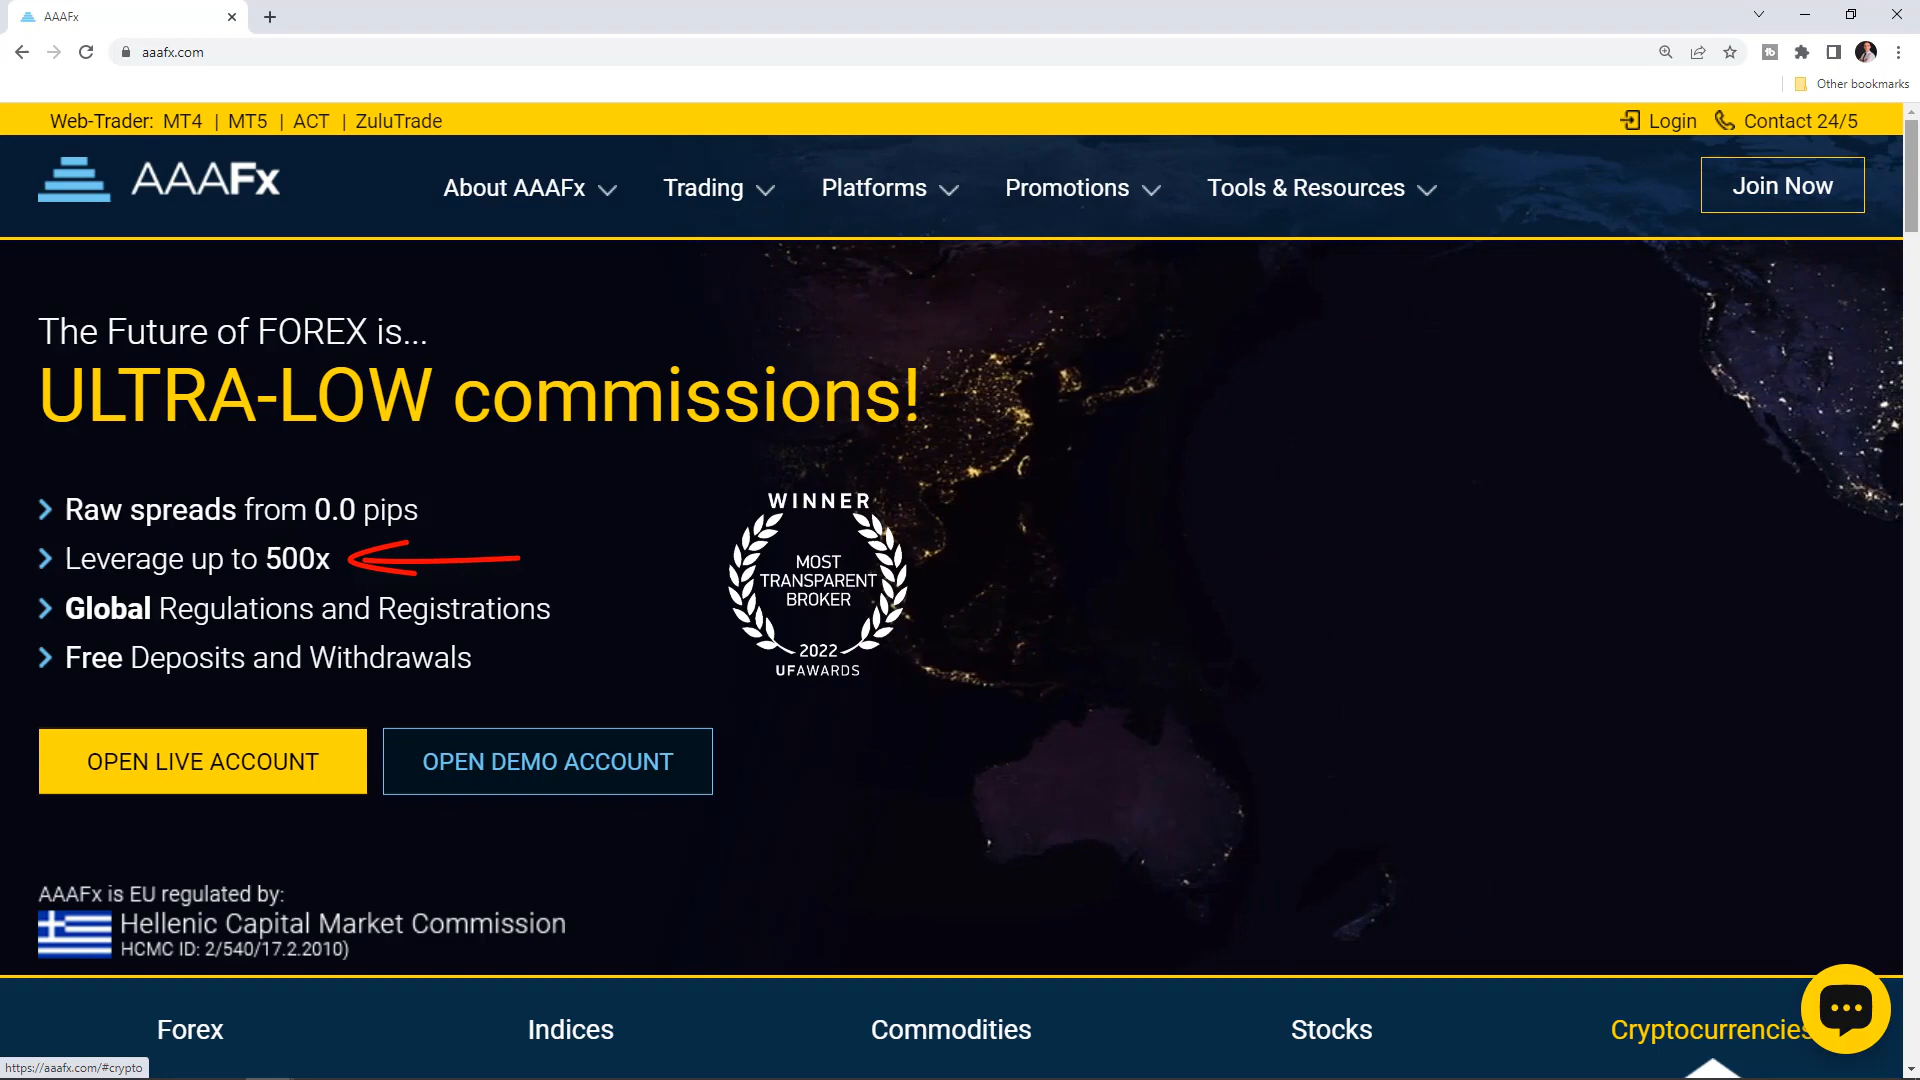 AAAFx
aaafx.com
Other bookmarks
Web-Trader: MT4 | MT5 | ACT | ZuluTrade
Login
Contact 24/5
AAAFx
About AAAFx
Trading
Platforms
Promotions
Tools & Resources
Join Now
The Future of FOREX is...
ULTRA-LOW commissions!
Raw spreads from 0.0 pips
Leverage up to 500x
Global Regulations and Registrations
Free Deposits and Withdrawals
WINNER
MOST
TRANSPARENT
BROKER
2022
UFAWARDS
OPEN LIVE ACCOUNT
OPEN DEMO ACCOUNT
AAAFx is EU regulated by:
Hellenic Capital Market Commission
HCMC ID: 2/540/17.2.2010)
Forex
Indices
Commodities
Stocks
Cryptocurrencies
https://aaafx.com/#crypto